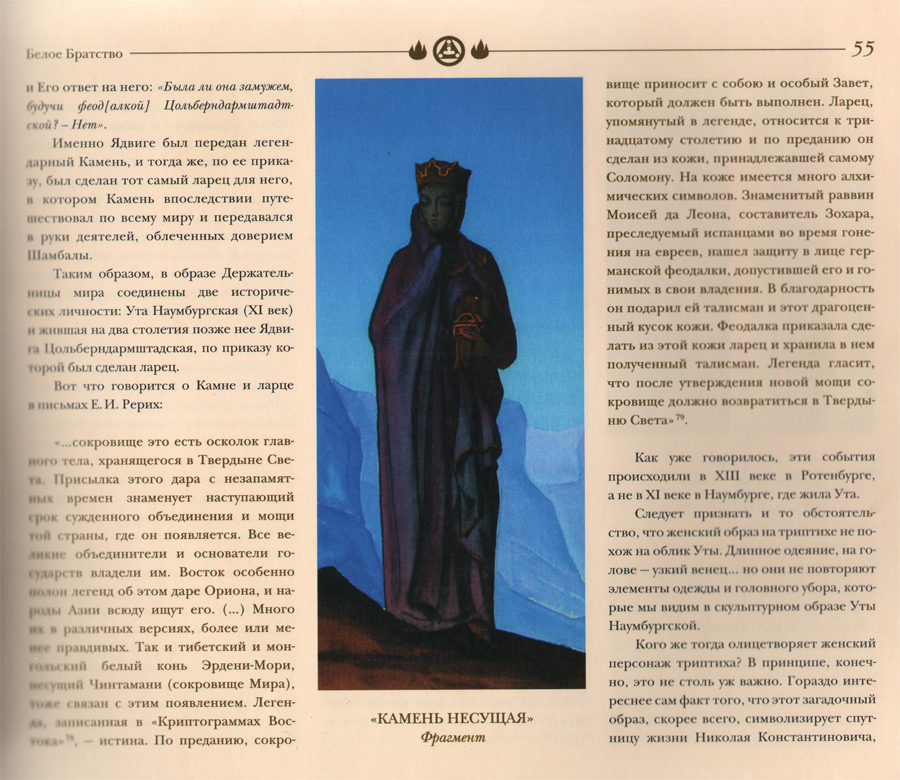 Белое Братство
55
и Его ответ на него: «Была ли она замужем,
будучи феод[алкой] Цольберндармштадт-
ской? – Нет».
Именно Ядвиге был передан леген-
дарный Камень, и тогда же, по ее прика-
зу, был сделан тот самый ларец для него,
в котором Камень впоследствии путе-
шествовал по всему миру и передавался
в руки деятелей, облеченных доверием
Шамбалы.
Таким образом, в образе Держатель-
ницы мира соединены две историче-
ских личности: Ута Наумбургская (XI век)
и жившая на два столетия позже нее Ядви-
га Цольберндармштадская, по приказу ко-
торой был сделан ларец.
Вот что говорится о Камне и ларце
в письмах Е. И. Рерих:
«...сокровище это есть осколок глав-
ного тела, хранящегося в Твердыне Све-
та. Присылка этого дара с незапамят-
ных времен знаменует наступающий
срок сужденного объединения и мощи
той страны, где он появляется. Все ве-
ликие объединители и основатели го-
сударств владели им. Восток особенно
полон легенд об этом даре Ориона, и на-
роды Азии всюду ищут его. (...) Много
их в различных версиях, более или ме-
нее правдивых. Так и тибетский и мон-
гольский белый конь Эрдени-Мори,
несущий Чинтамани (сокровище Мира),
тоже связан с этим появлением. Леген-
да, записанная в «Криптограммах Вос-
тока»78, – истина. По преданию, сокро-
«КАМЕНЬ НЕСУЩАЯ»
Фрагмент
вище приносит с собою и особый Завет,
который должен быть выполнен. Ларец,
упомянутый в легенде, относится к три-
надцатому столетию и по преданию он
сделан из кожи, принадлежавшей самому
Соломону. На коже имеется много алхи-
мических символов. Знаменитый раввин
Моисей да Леона, составитель Зохара,
преследуемый испанцами во время гоне-
ния на евреев, нашел защиту в лице гер-
манской феодалки, допустившей его и го-
нимых в свои владения. В благодарность
он подарил ей талисман и этот драгоцен-
ный кусок кожи. Феодалка приказала сде-
лать из этой кожи ларец и хранила в нем
полученный талисман. Легенда гласит,
что после утверждения новой мощи со-
кровище должно возвратиться в Тверды-
ню Света»79.
Как уже говорилось, эти события
происходили в XIII веке в Ротенбурге,
а не в XI веке в Наумбурге, где жила Ута.
Следует признать и то обстоятель-
ство, что женский образ на триптихе не по-
хож на облик Уты. Длинное одеяние, на го-
лове – узкий венец... но они не повторяют
элементы одежды и головного убора, кото-
рые мы видим в скульптурном образе Уты
Наумбургской.
Кого же тогда олицетворяет женский
персонаж триптиха? В принципе, конеч-
но, это не столь уж важно. Гораздо инте-
реснее сам факт того, что этот загадочный
образ, скорее всего, символизирует спут-
ницу жизни Николая Константиновича,